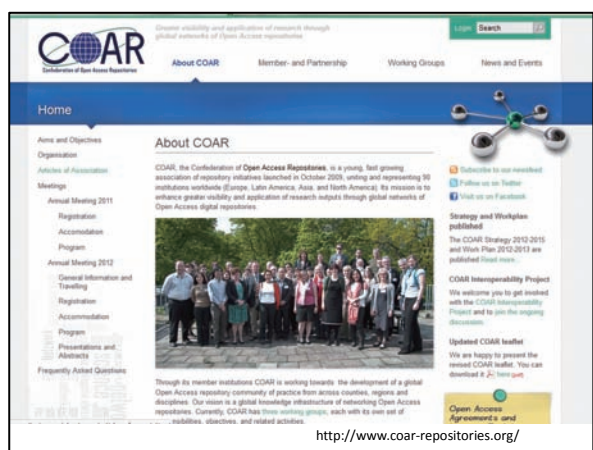 Greater visibility and application of research through
global networks of Open Access repositories
COAR
Confederation of Open Access Repositories
Login
Search
About COAR
Member- and Partnership
Working Groups
News and Events
Home
Aims and Objectives
Organisation
Articles of Association
Meetings
Annual Meeting 2011
Registration
Accomodation
Program
Annual Meeting 2012
General Information and
Travelling
Registration
Accommodation
Program
Presentations and
Abstracts
Frequently Asked Questions
About COAR
COAR, the Confederation of Open Access Repositories, is a young, fast growing
association of repository initiatives launched in October 2009, uniting and representing 90
institutions worldwide (Europe, Latin America, Asia, and North America). Its mission is to
enhance greater visibility and application of research outputs through global networks of
Open Access digital repositories.
Through its member institutions COAR is working towards the development of a global
Open Access repository community of practice from across counties, regions and
disciplines. Our vision is a global knowledge infrastructure of networking Open Access
repositories. Currently, COAR has three working groups, each with its own set of
objectives, and related activities.
Subscribe to our newsfeed
Follow us on Twitter
Visit us on Facebook
Strategy and Workplan
published
The COAR Strategy 2012-2015
and Work Plan 2012-2013 are
published Read more...
COAR Interoperability Project
We welcome you to get involved
with the COAR Interoperability
Project and to join the ongoing
discussion.
Updated COAR leaflet
We are happy to present the
revised COAR leaflet. You can
download it here (pdf)
Open Access
Agreements and
http://www.coar-repositories.org/